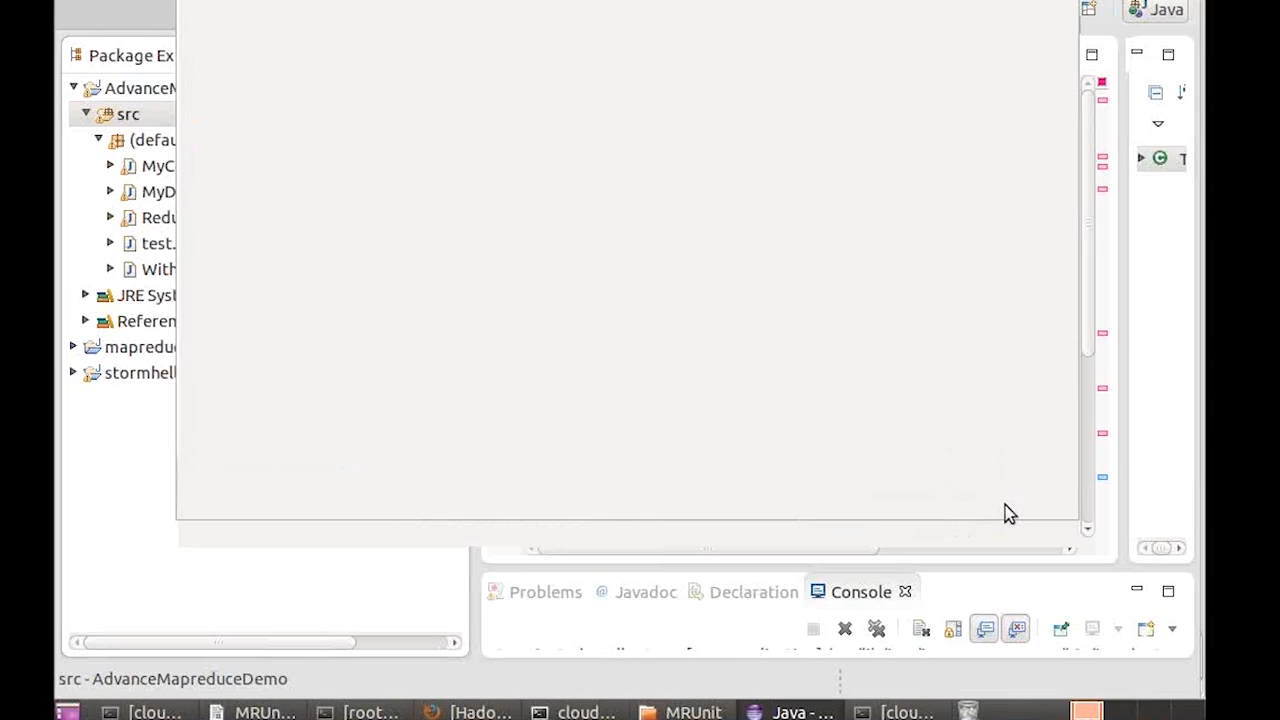 Java
Package Ex
AdvanceM
src
(defau
MyC
MyD
Redu
test.
With
JRE Syst
Referen
mapredu
stormhell
Problems
@ Javadoc
Declaration
Console
src - AdvanceMapreduceDemo
[clou...
MRUn...
[root...
[Hado...
cloud...
MRUnit
Java - ...
[clou...